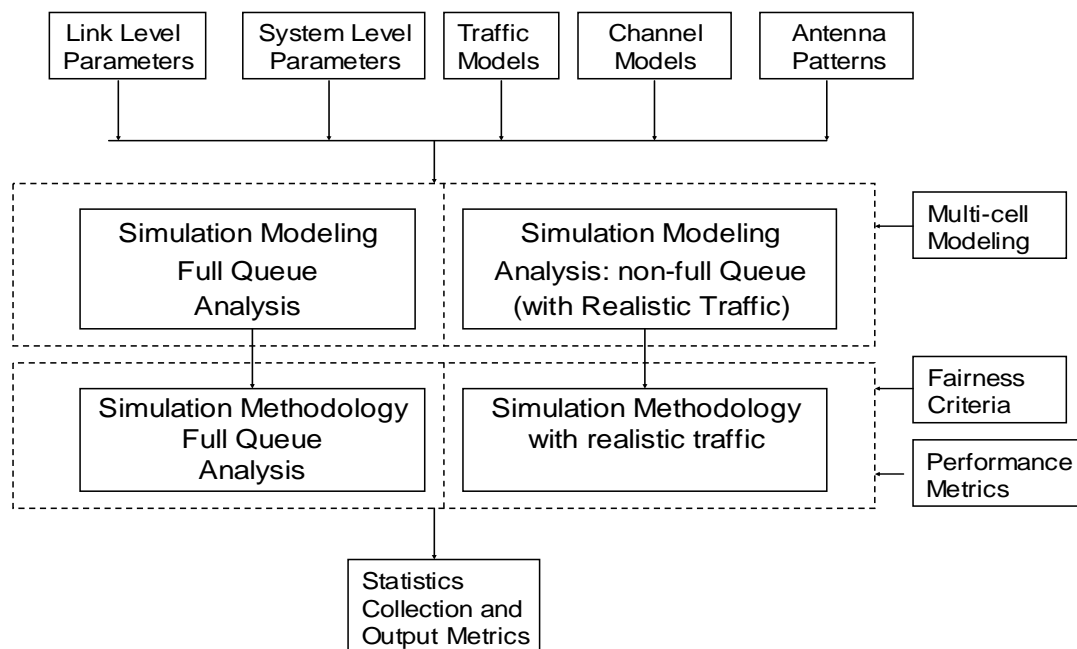 Link Level
Parameters
System Level
Parameters
Traffic
Models
Channel
Models
Antenna
Patterns
Simulation Modeling
Full Queue
Analysis
Simulation Modeling
Analysis: non-full Queue
(with Realistic Traffic)
Multi-cell
Modeling
Simulation Methodology
Full Queue
Analysis
Simulation Methodology
with realistic traffic
Fairness
Criteria
Performance
Metrics
Statistics
Collection and
Output Metrics